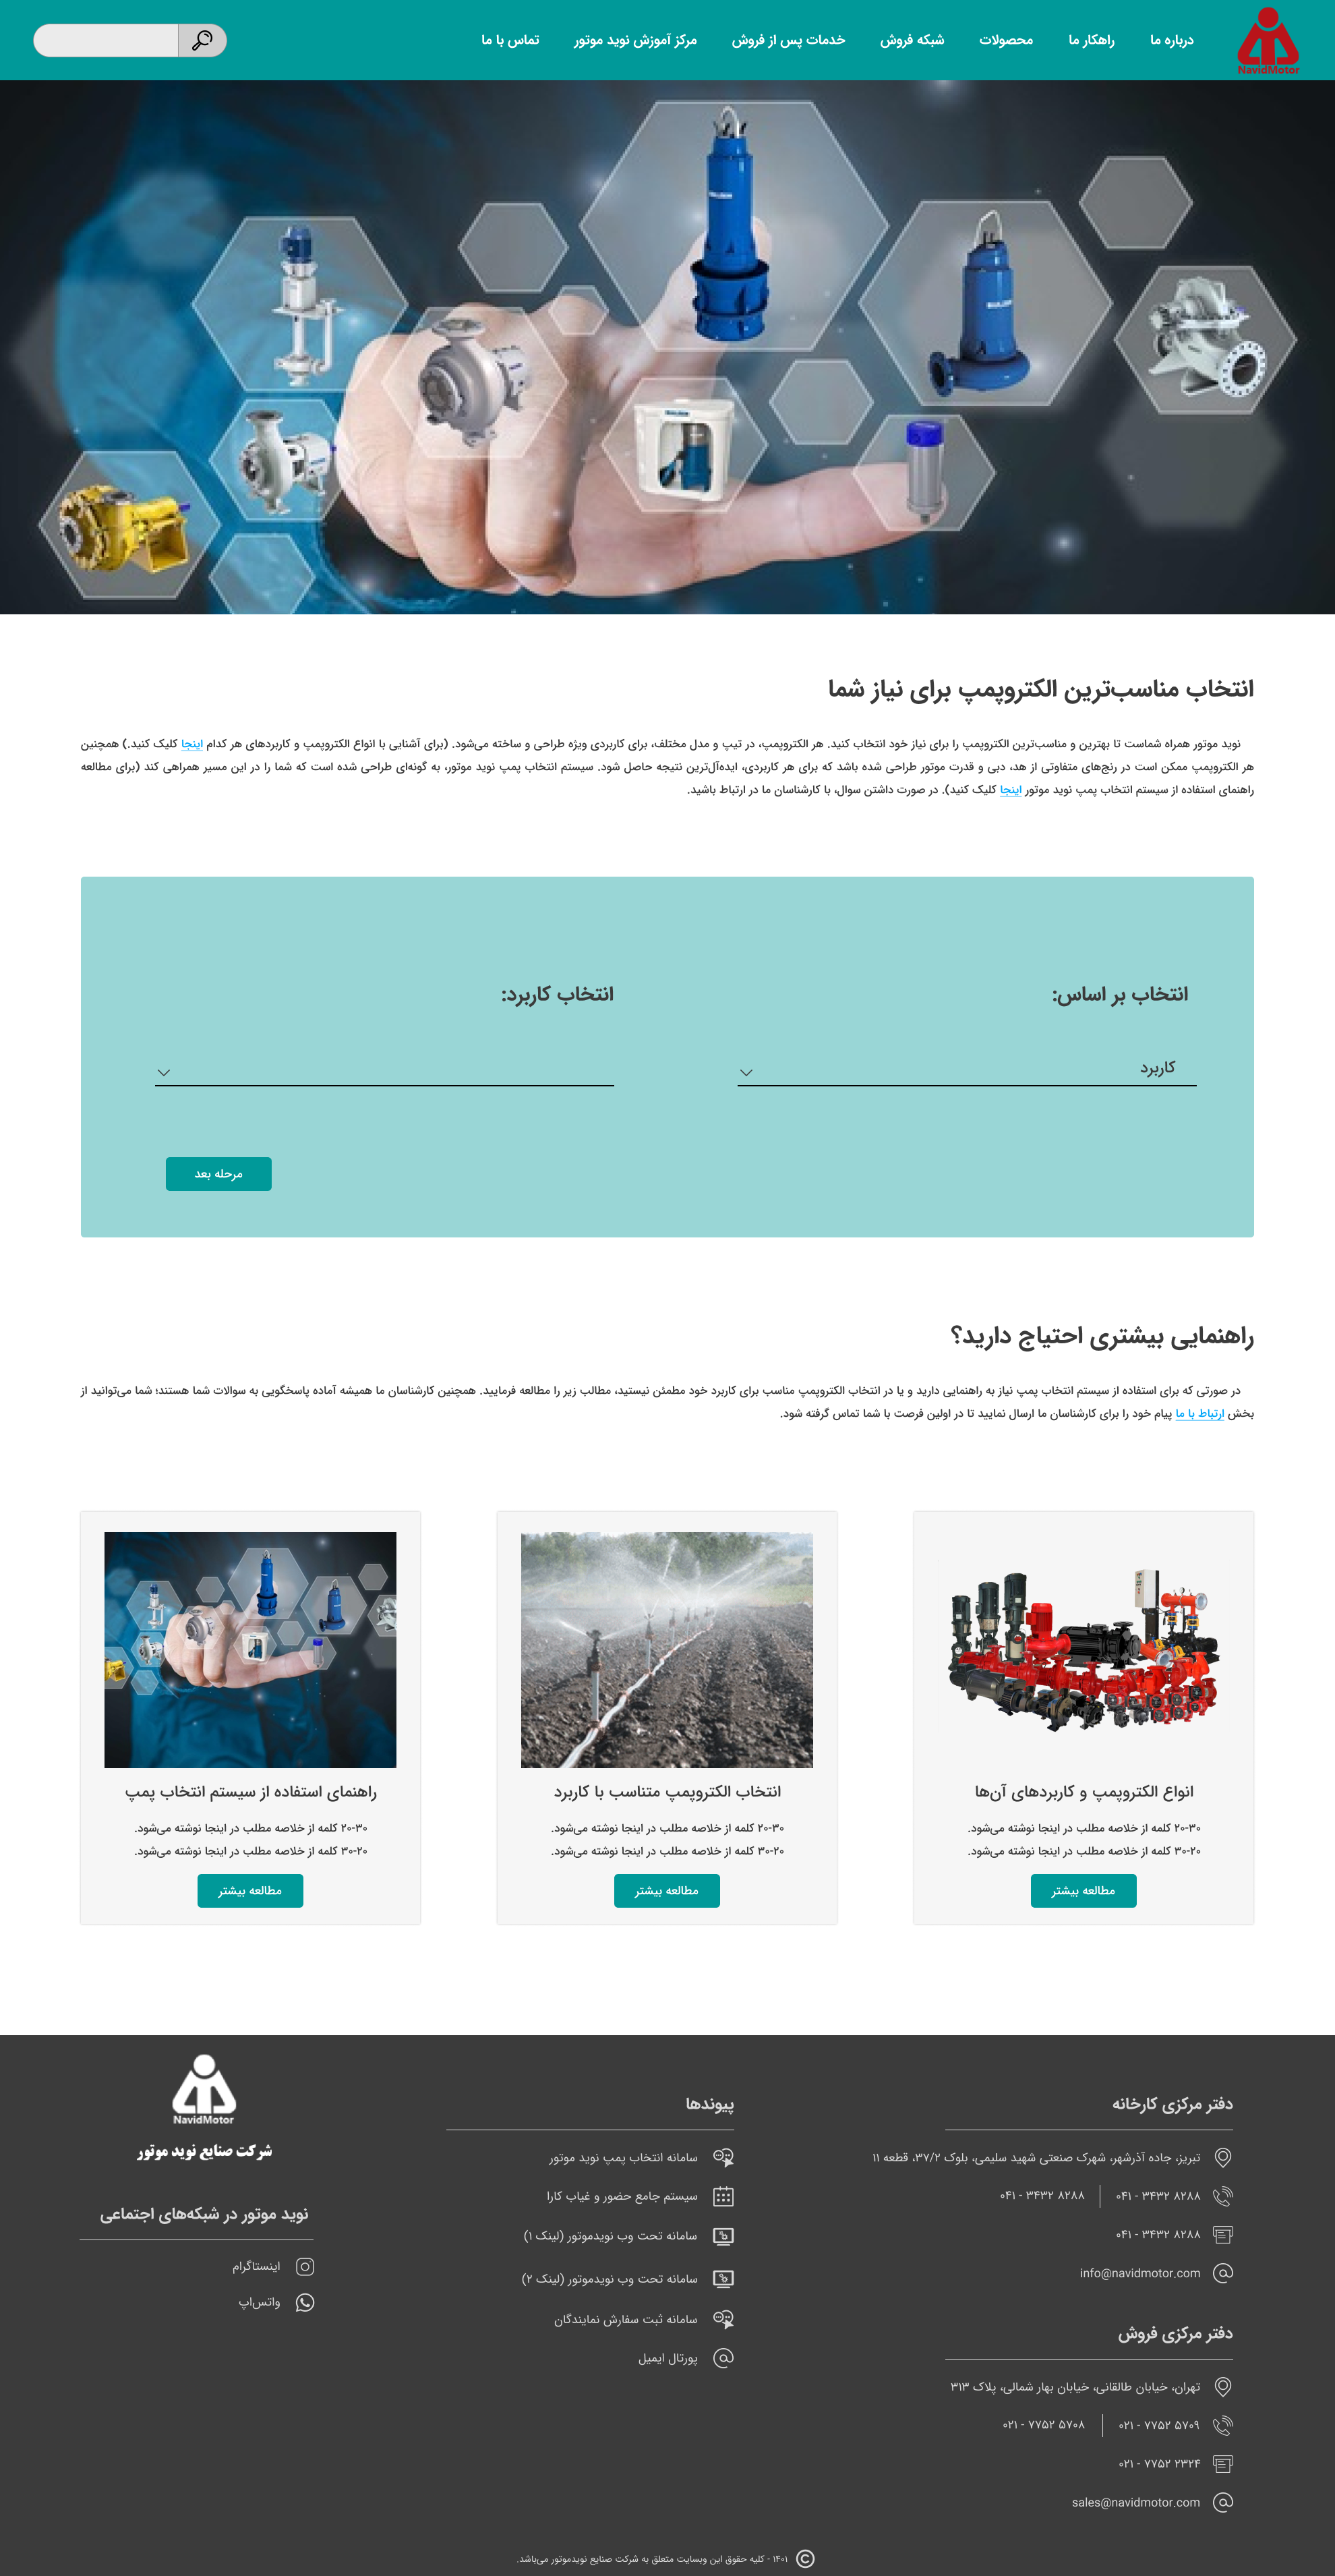 NavidMotor
درباره ما
راهکار ما
محصولات
شبکه فروش
خدمات پس از فروش
مرکز آموزش نوید موتور
تماس با ما
انتخاب مناسب‌ترین الکتروپمپ برای نیاز شما
نوید موتور همراه شماست تا بهترین و مناسب‌ترین الکتروپمپ را برای نیاز خود انتخاب کنید. هر الکتروپمپ، در تیپ و مدل مختلف، برای کاربردی ویژه طراحی و ساخته می‌شود. (برای آشنایی با انواع الکتروپمپ و کاربردهای هر کدام اینجا کلیک کنید.) همچنین
هر الکتروپمپ ممکن است در رنج‌های متفاوتی از هد، دبی و قدرت موتور طراحی شده باشد که برای هر کاربردی، ایده‌آل‌ترین نتیجه حاصل شود. سیستم انتخاب پمپ نوید موتور، به گونه‌ای طراحی شده است که شما را در این مسیر همراهی کند (برای مطالعه
راهنمای استفاده از سیستم انتخاب پمپ نوید موتور اینجا کلیک کنید). در صورت داشتن سوال، با کارشناسان ما در ارتباط باشید.
انتخاب بر اساس:
انتخاب کاربرد:
کاربرد
مرحله بعد
راهنمایی بیشتری احتیاج دارید؟
در صورتی که برای استفاده از سیستم انتخاب پمپ نیاز به راهنمایی دارید و یا در انتخاب الکتروپمپ مناسب برای کاربرد خود مطمئن نیستید، مطالب زیر را مطالعه فرمایید. همچنین کارشناسان ما همیشه آماده پاسخگویی به سوالات شما هستند؛ شما می‌توانید از
بخش ارتباط با ما پیام خود را برای کارشناسان ما ارسال نمایید تا در اولین فرصت با شما تماس گرفته شود.
انواع الکتروپمپ و کاربردهای آن‌ها
۲۰-۳۰ کلمه از خلاصه مطلب در اینجا نوشته می‌شود.
۳۰-۲۰ کلمه از خلاصه مطلب در اینجا نوشته می‌شود.
مطالعه بیشتر
انتخاب الکتروپمپ متناسب با کاربرد
۲۰-۳۰ کلمه از خلاصه مطلب در اینجا نوشته می‌شود.
۳۰-۲۰ کلمه از خلاصه مطلب در اینجا نوشته می‌شود.
مطالعه بیشتر
راهنمای استفاده از سیستم انتخاب پمپ
۲۰-۳۰ کلمه از خلاصه مطلب در اینجا نوشته می‌شود.
۳۰-۲۰ کلمه از خلاصه مطلب در اینجا نوشته می‌شود.
مطالعه بیشتر
دفتر مرکزی کارخانه
تبریز، جاده آذرشهر، شهرک صنعتی شهید سلیمی، بلوک ۳۷/۲، قطعه ۱۱
۰۴۱ - ۳۴۳۲ ۸۲۸۸
۰۴۱ - ۳۴۳۲ ۸۲۸۸
۰۴۱ - ۳۴۳۲ ۸۲۸۸
info@navidmotor.com
دفتر مرکزی فروش
تهران، خیابان طالقانی، خیابان بهار شمالی، پلاک ۳۱۳
۰۲۱ - ۷۷۵۲ ۵۷۰۹
۰۲۱ - ۷۷۵۲ ۵۷۰۸
۰۲۱ - ۷۷۵۲ ۲۳۲۴
sales@navidmotor.com
پیوندها
سامانه انتخاب پمپ نوید موتور
سیستم جامع حضور و غیاب کارا
سامانه تحت وب نویدموتور (لینک ۱)
سامانه تحت وب نویدموتور (لینک ۲)
سامانه ثبت سفارش نمایندگان
پورتال ایمیل
NavidMotor
شرکت صنایع نوید موتور
نوید موتور در شبکه‌های اجتماعی
اینستاگرام
واتس‌اپ
۱۴۰۱ - کلیه حقوق این وبسایت متعلق به شرکت صنایع نویدموتور می‌باشد.